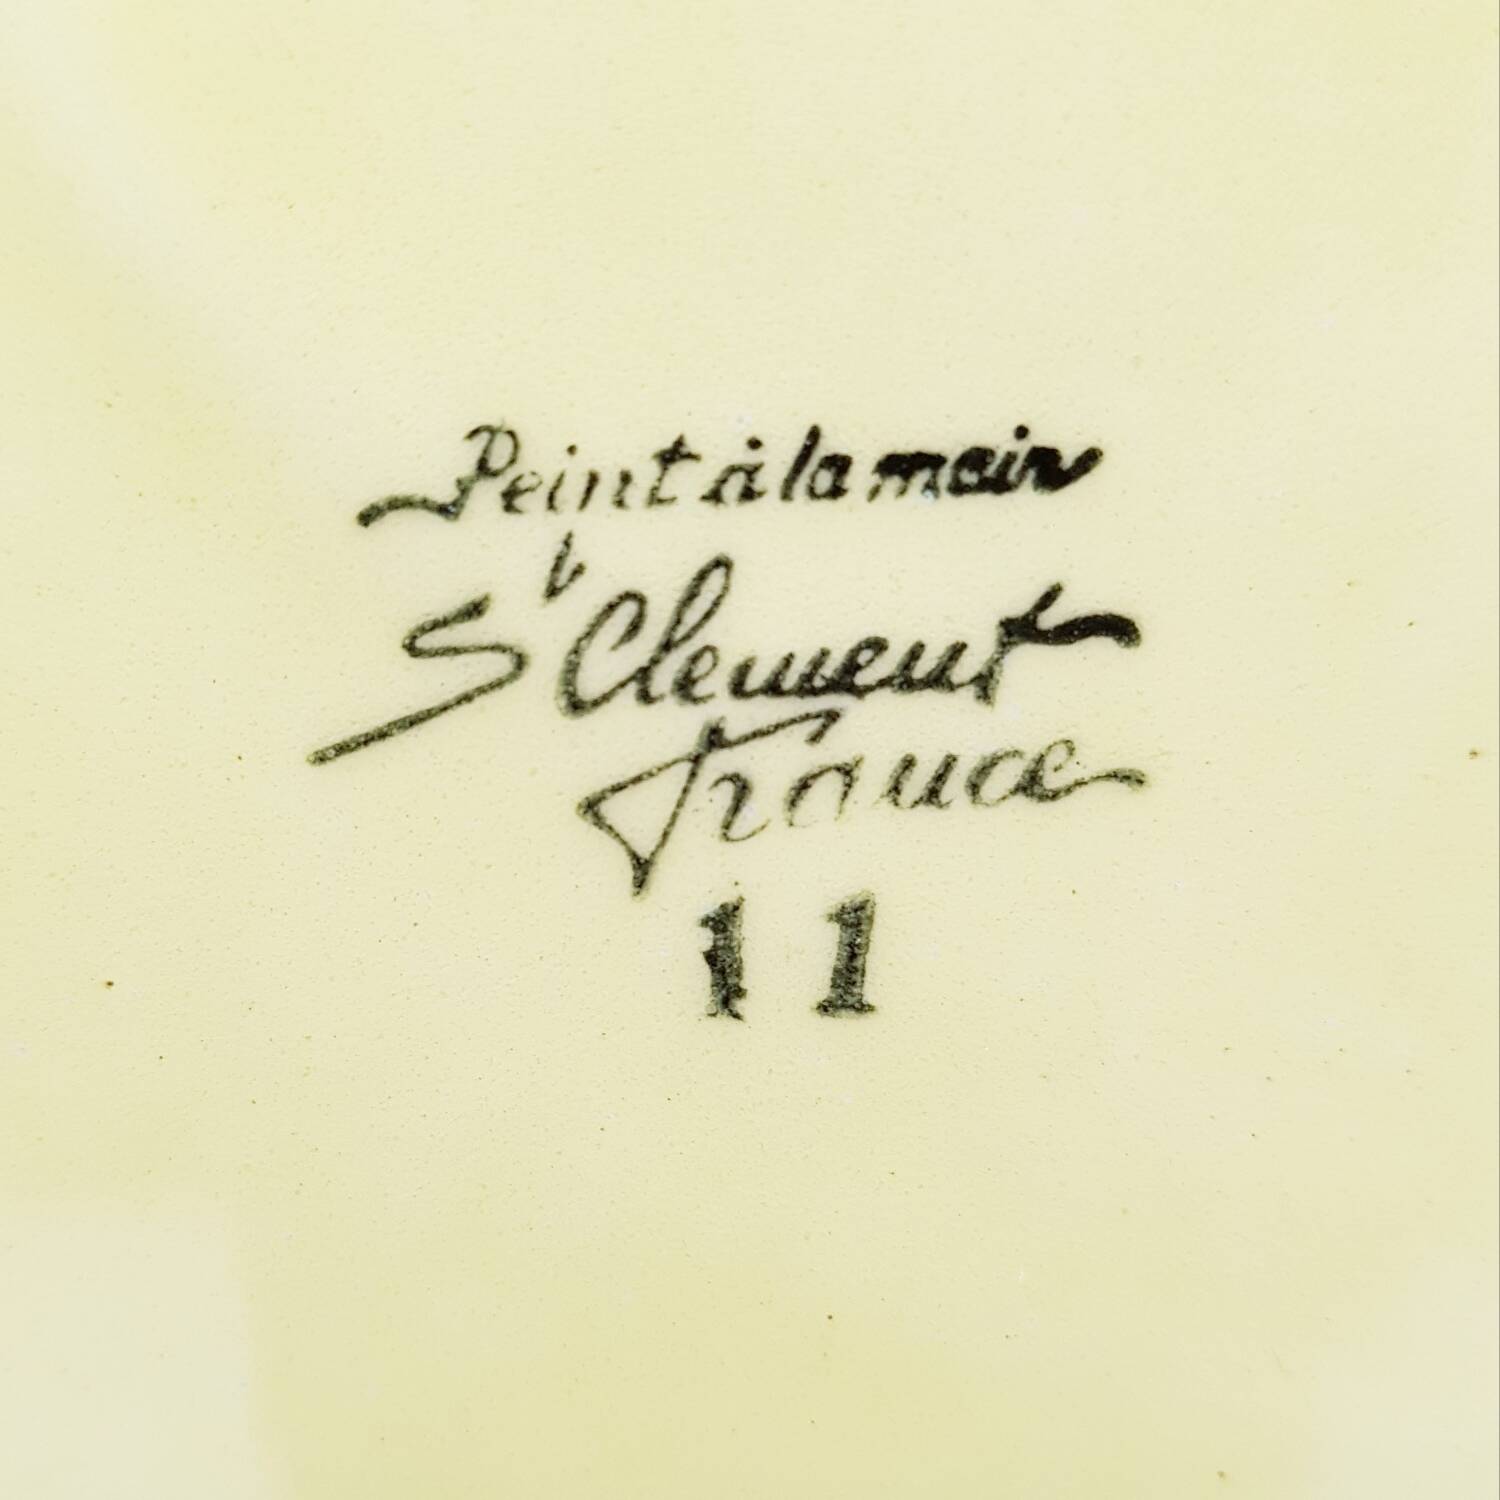 Peint à la main
St Clement
France
11